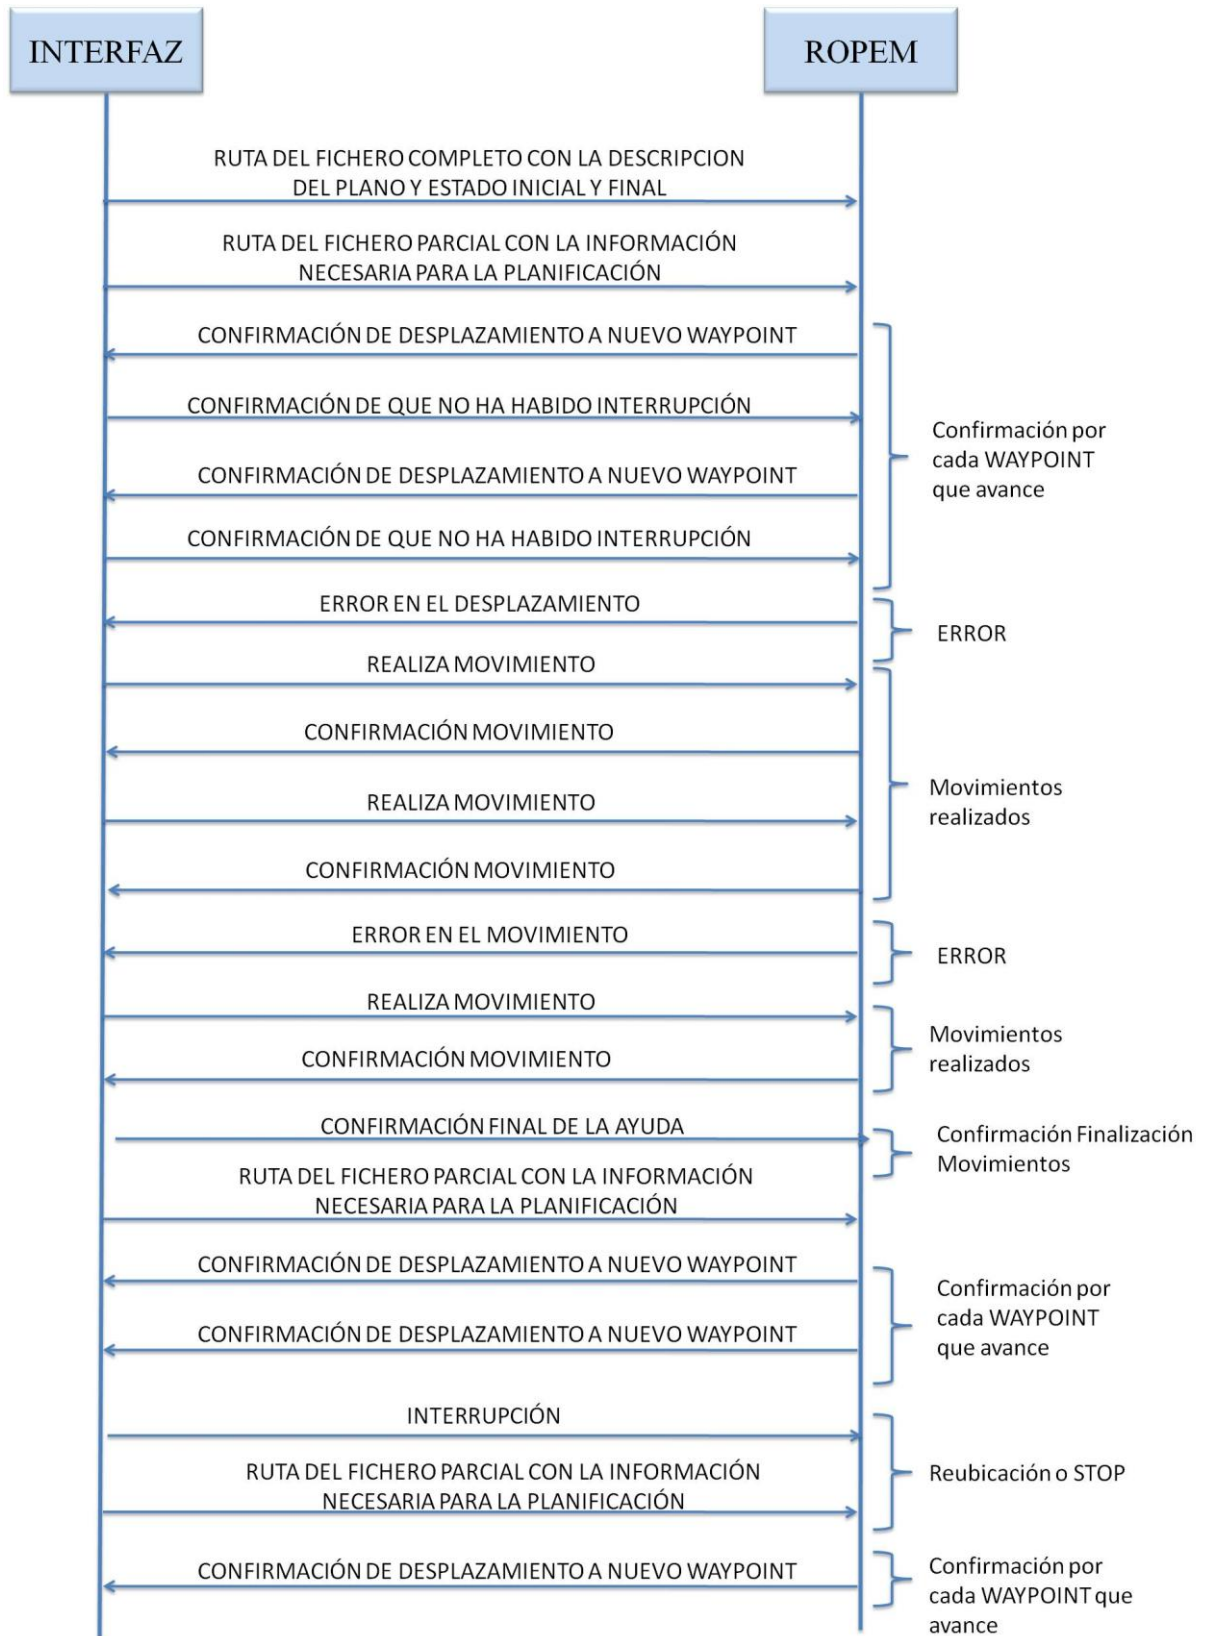 INTERFAZ
ROPEM
RUTA DEL FICHERO COMPLETO CON LA DESCRIPCION
DEL PLANO Y ESTADO INICIAL Y FINAL
RUTA DEL FICHERO PARCIAL CON LA INFORMACIÓN
NECESARIA PARA LA PLANIFICACIÓN
CONFIRMACIÓN DE DESPLAZAMIENTO A NUEVO WAYPOINT
CONFIRMACIÓN DE QUE NO HA HABIDO INTERRUPCIÓN
Confirmación por
cada WAYPOINT
que avance
CONFIRMACIÓN DE DESPLAZAMIENTO A NUEVO WAYPOINT
CONFIRMACIÓN DE QUE NO HA HABIDO INTERRUPCIÓN
ERROR EN EL DESPLAZAMIENTO
ERROR
REALIZA MOVIMIENTO
CONFIRMACIÓN MOVIMIENTO
REALIZA MOVIMIENTO
Movimientos
realizados
CONFIRMACIÓN MOVIMIENTO
ERROR EN EL MOVIMIENTO
ERROR
REALIZA MOVIMIENTO
CONFIRMACIÓN MOVIMIENTO
Movimientos
realizados
CONFIRMACIÓN FINAL DE LA AYUDA
Confirmación Finalización
Movimientos
RUTA DEL FICHERO PARCIAL CON LA INFORMACIÓN
NECESARIA PARA LA PLANIFICACIÓN
CONFIRMACIÓN DE DESPLAZAMIENTO A NUEVO WAYPOINT
CONFIRMACIÓN DE DESPLAZAMIENTO A NUEVO WAYPOINT
Confirmación por
cada WAYPOINT
que avance
INTERRUPCIÓN
RUTA DEL FICHERO PARCIAL CON LA INFORMACIÓN
NECESARIA PARA LA PLANIFICACIÓN
Reubicación o STOP
CONFIRMACIÓN DE DESPLAZAMIENTO A NUEVO WAYPOINT
Confirmación por
cada WAYPOINT que
avance